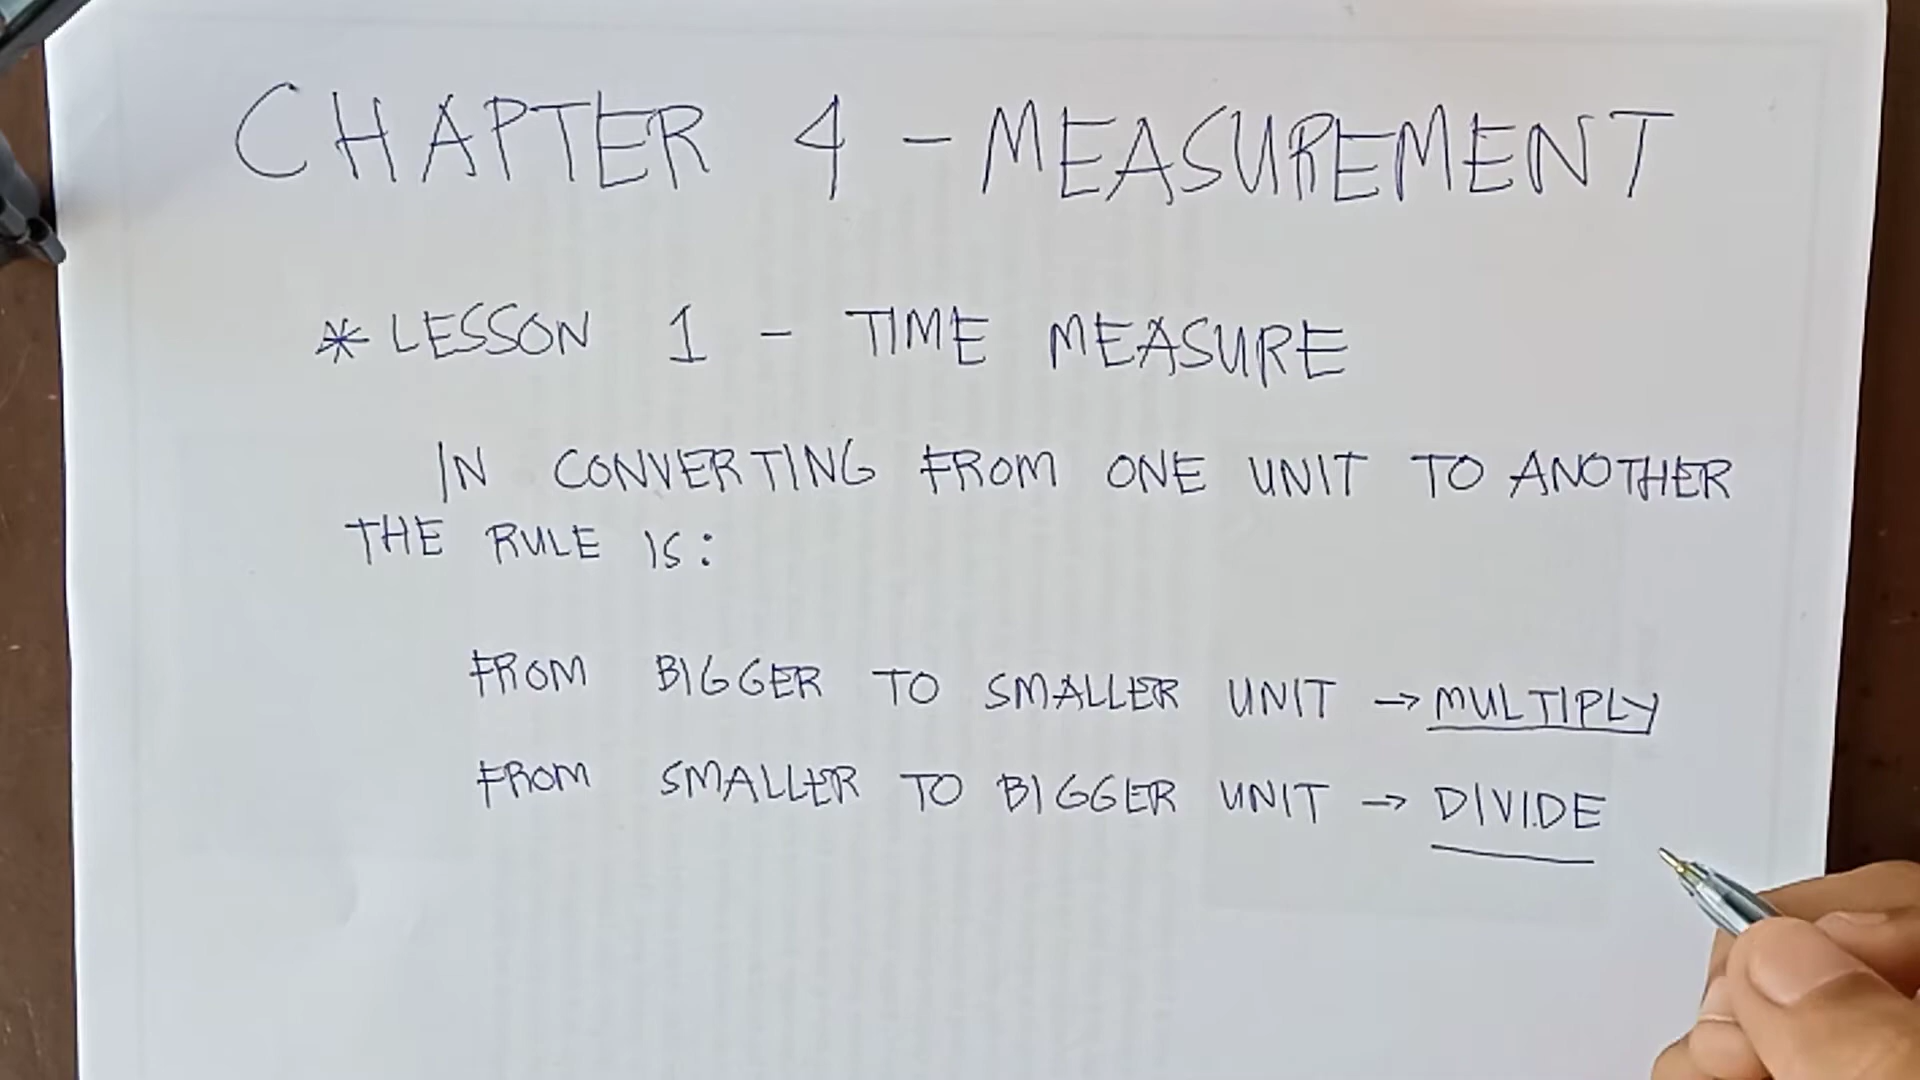 CHAPTER 4 - MEASUREMENT
* LESSON 1 - TIME MEASURE
IN CONVERTING FROM ONE UNIT TO ANOTHER
THE RULE IS:
FROM BIGGER TO SMALLER UNIT → MULTIPLY
FROM SMALLER TO BIGGER UNIT → DIVIDE